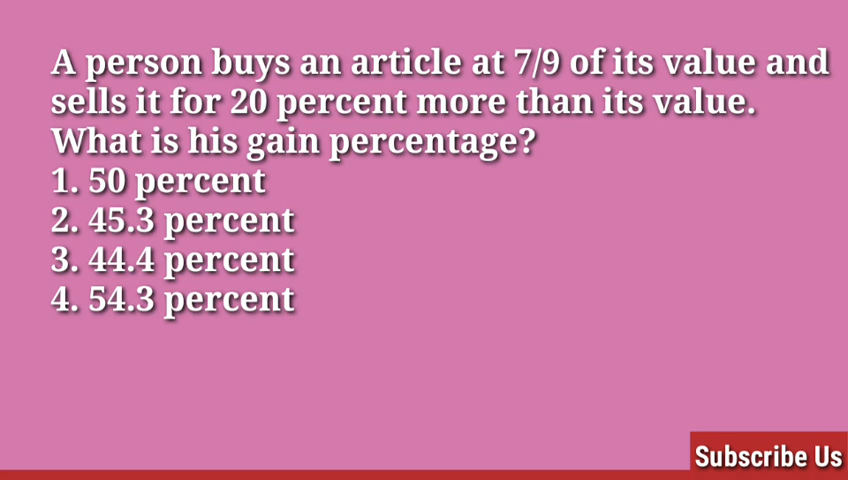 A person buys an article at 7/9 of its value and
sells it for 20 percent more than its value.
What is his gain percentage?
1. 50 percent
2. 45.3 percent
3. 44.4 percent
4. 54.3 percent
Subscribe Us